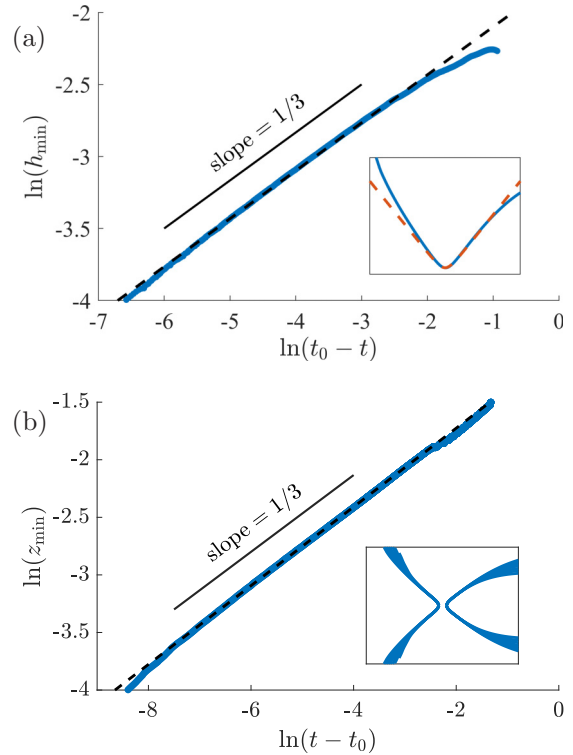 (a)
-2
-2.5
-3
-3.5
-4
ln(h_min)
slope = 1/3
-7 -6 -5 -4 -3 -2 -1 0
ln(t_0 − t)
(b)
-1.5
-2
-2.5
-3
-3.5
-4
ln(z_min)
slope = 1/3
-8 -6 -4 -2 0
ln(t − t_0)